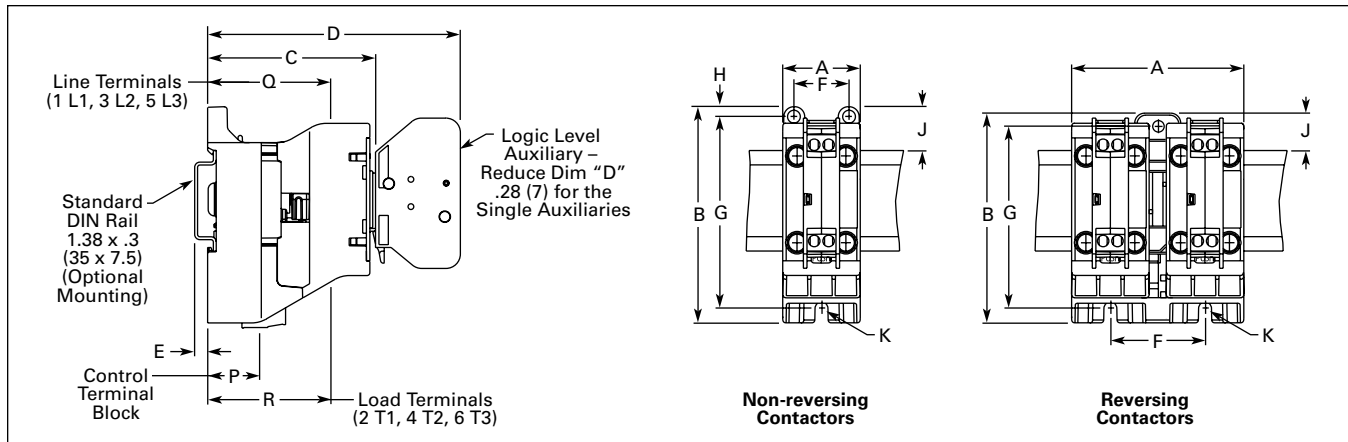 D
C
Q
Line Terminals
(1 L1, 3 L2, 5 L3)
Logic Level
Auxiliary –
Reduce Dim “D”
.28 (7) for the
Single Auxiliaries
Standard
DIN Rail
1.38 x .3
(35 x 7.5)
(Optional
Mounting)
E
P
Control
Terminal
Block
R
Load Terminals
(2 T1, 4 T2, 6 T3)
A
F
H
J
B
G
K
Non-reversing
Contactors
A
J
B
G
K
F
Reversing
Contactors